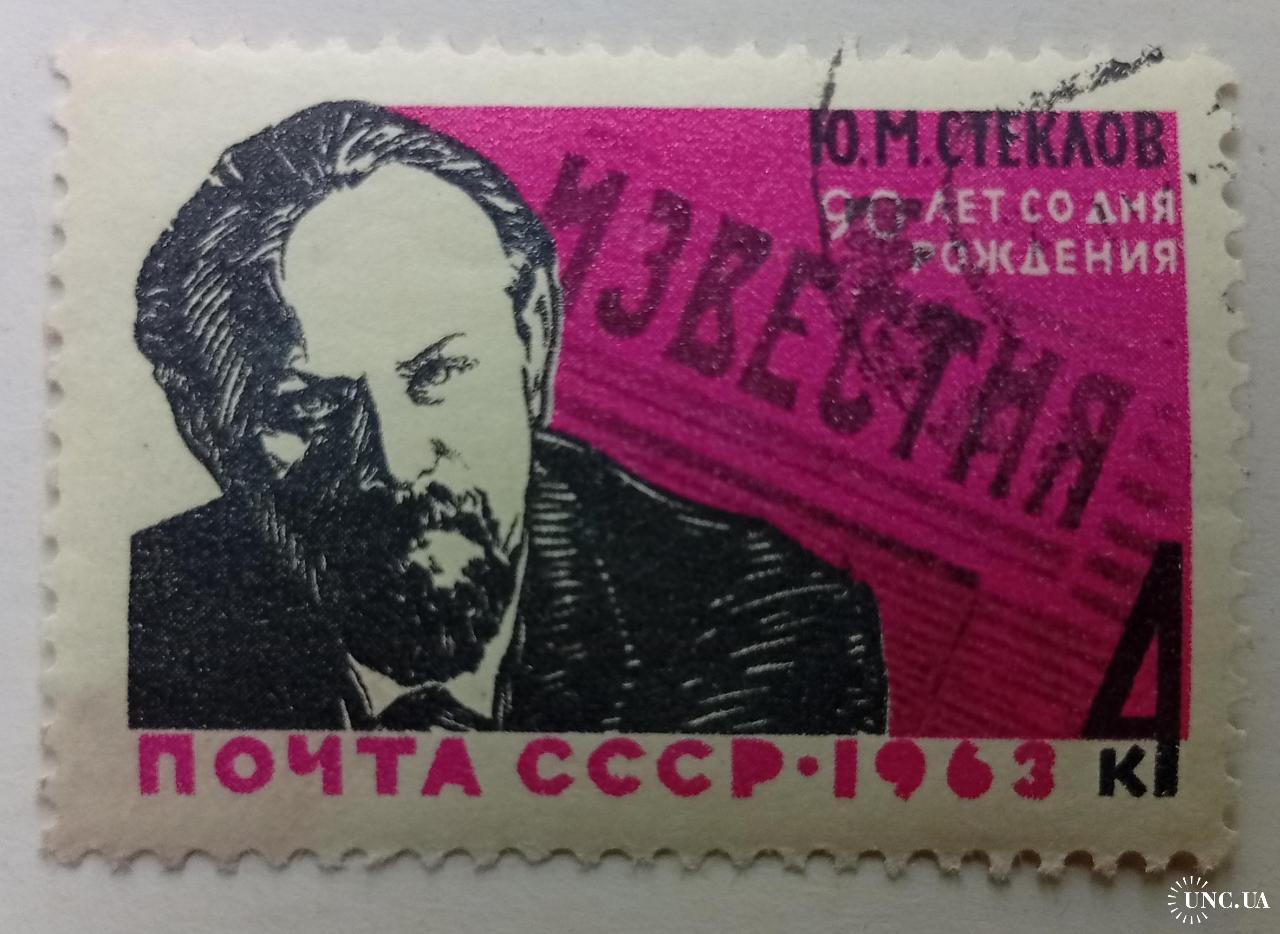 Ю.М.СТЕКЛОВ
90 ЛЕТ СО ДНЯ
РОЖДЕНИЯ
ИЗВЕСТИЯ
4
К
ПОЧТА СССР·1963
UNC.UA